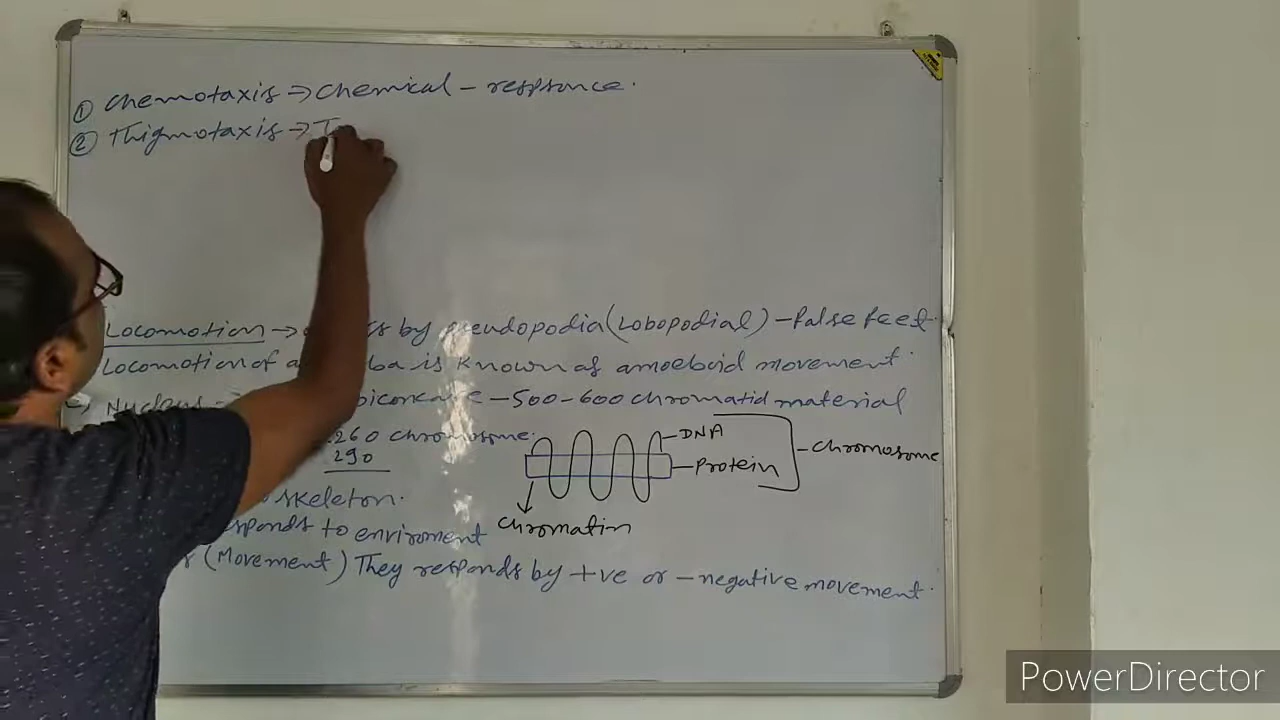 ① Chemotaxis → Chemical - responce.
② Thigmotaxis → T
Locomotion → by pseudopodia (Lobopodial) - false feet.
Locomotion of is known as amoeboid movement.
Nucleus - biconcave - 500-600 chromatid material
260 chromosome.
290
DNA
Protein
Chromosome
Chromatin
skeleton.
responds to enviroment
(Movement) They responds by +ve or - negative movement.
PowerDirector